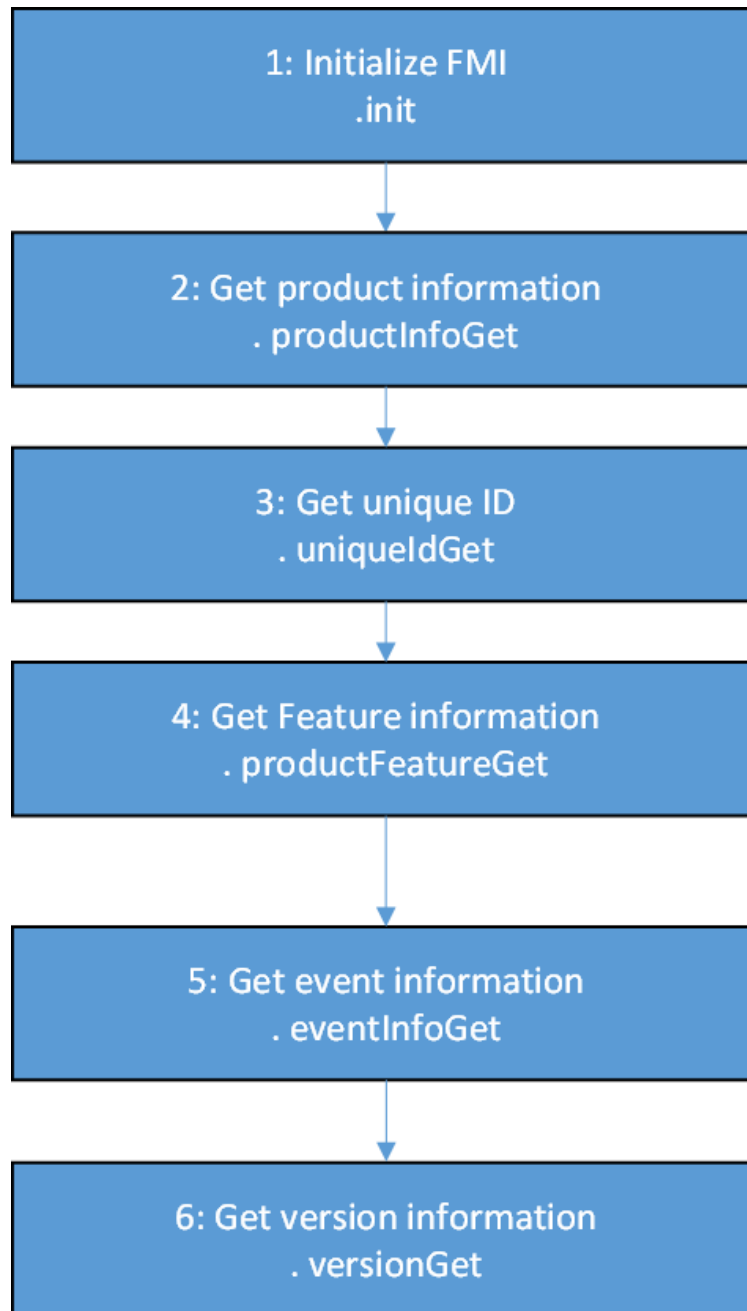 1: Initialize FMI
.init
2: Get product information
. productInfoGet
3: Get unique ID
. uniqueIdGet
4: Get Feature information
. productFeatureGet
5: Get event information
. eventInfoGet
6: Get version information
. versionGet